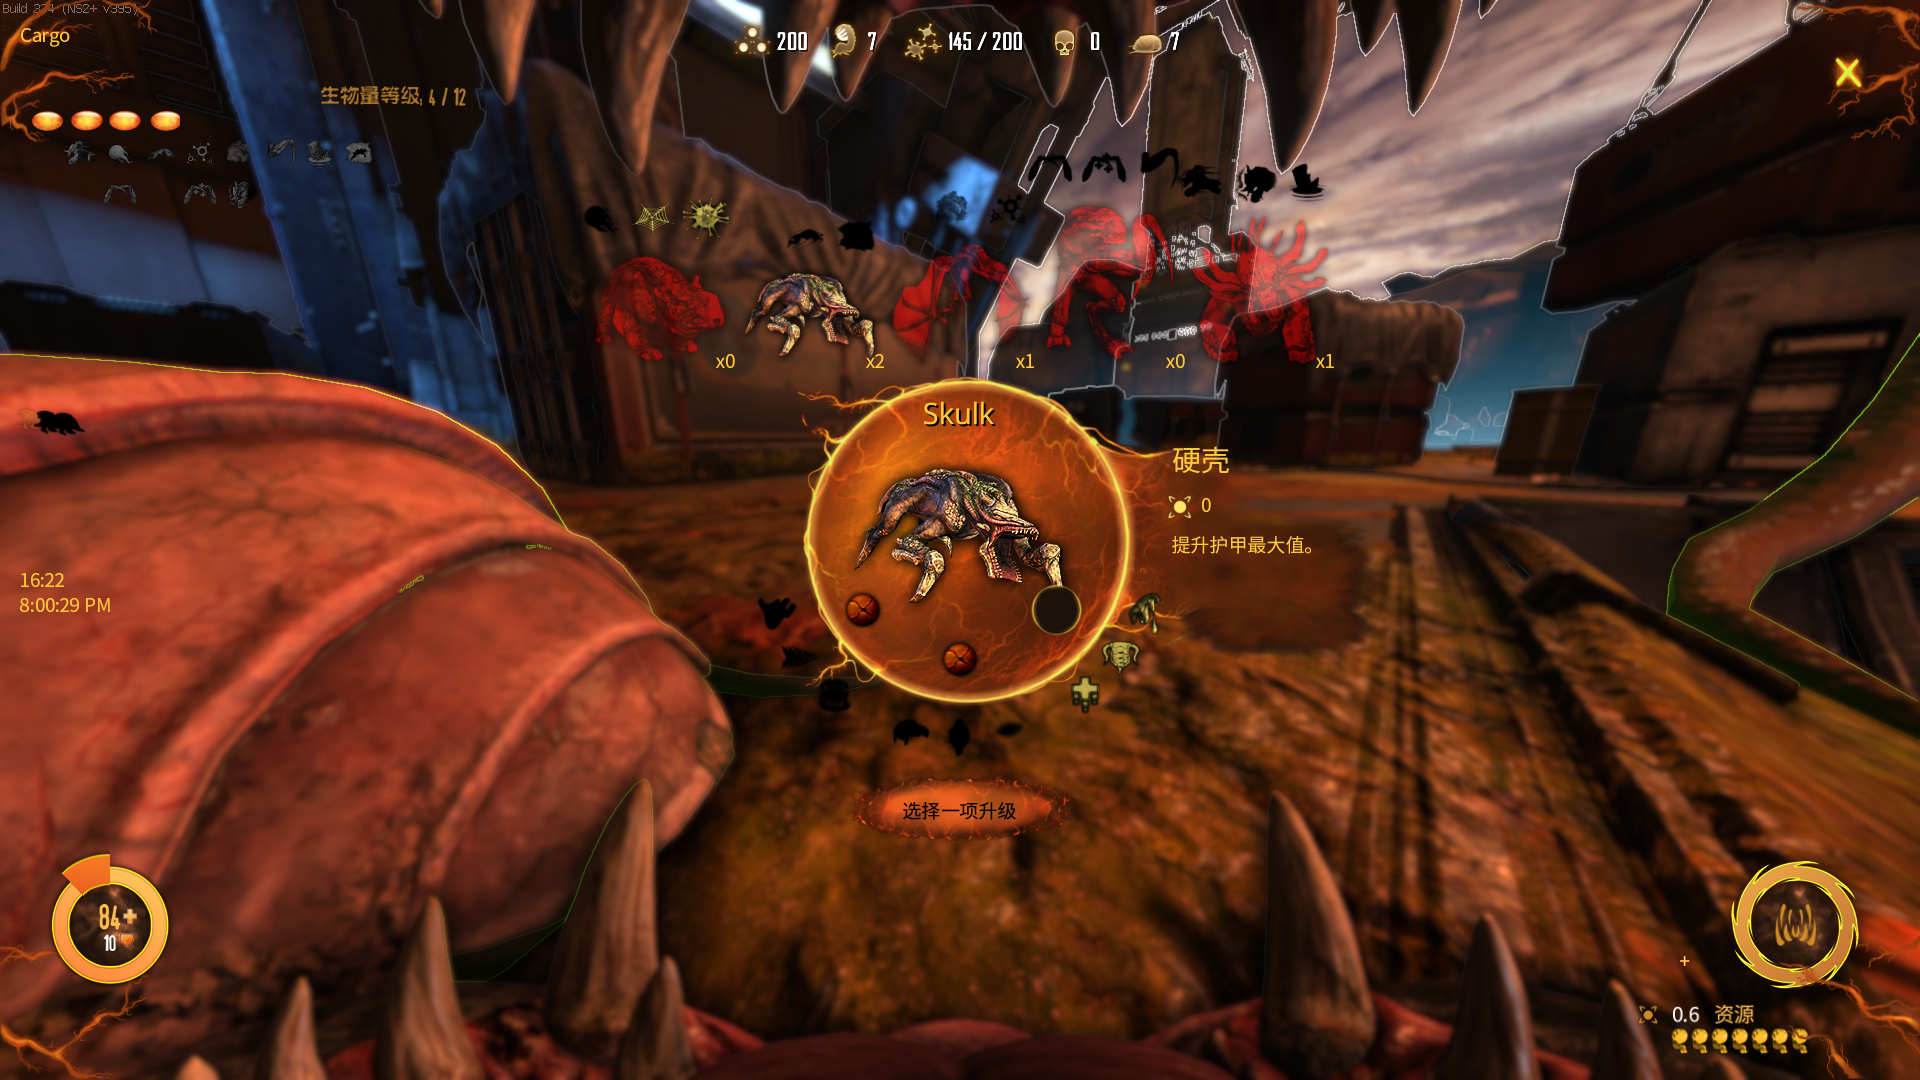 Build 334 (NS2+ v395)
Cargo
200 7 145 / 200 0 7
生物量等级: 4 / 12
x0 x2 x1 x0 x1
Skulk
硬壳
0
提升护甲最大值。
16:22
8:00:29 PM
选择一项升级
84+
10
0.6 资源